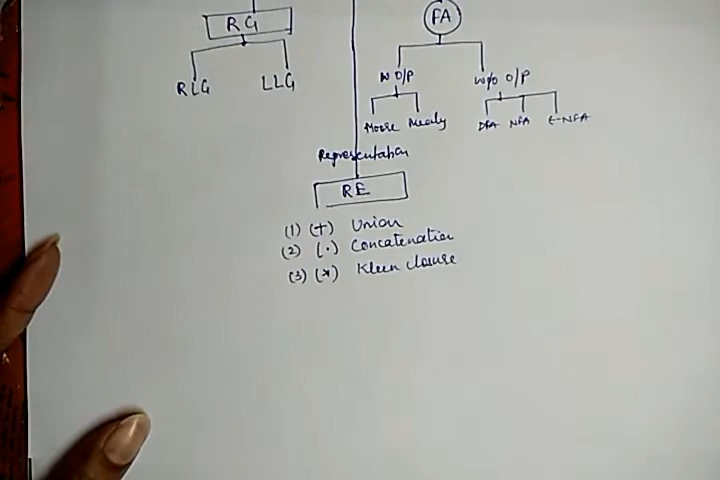 RG
FA
RLG LLG
W O/P W/o O/P
Moore Mealy DFA NFA E-NFA
Representation
RE
(1) (+) Union
(2) (.) Concatenation
(3) (*) Kleen closure